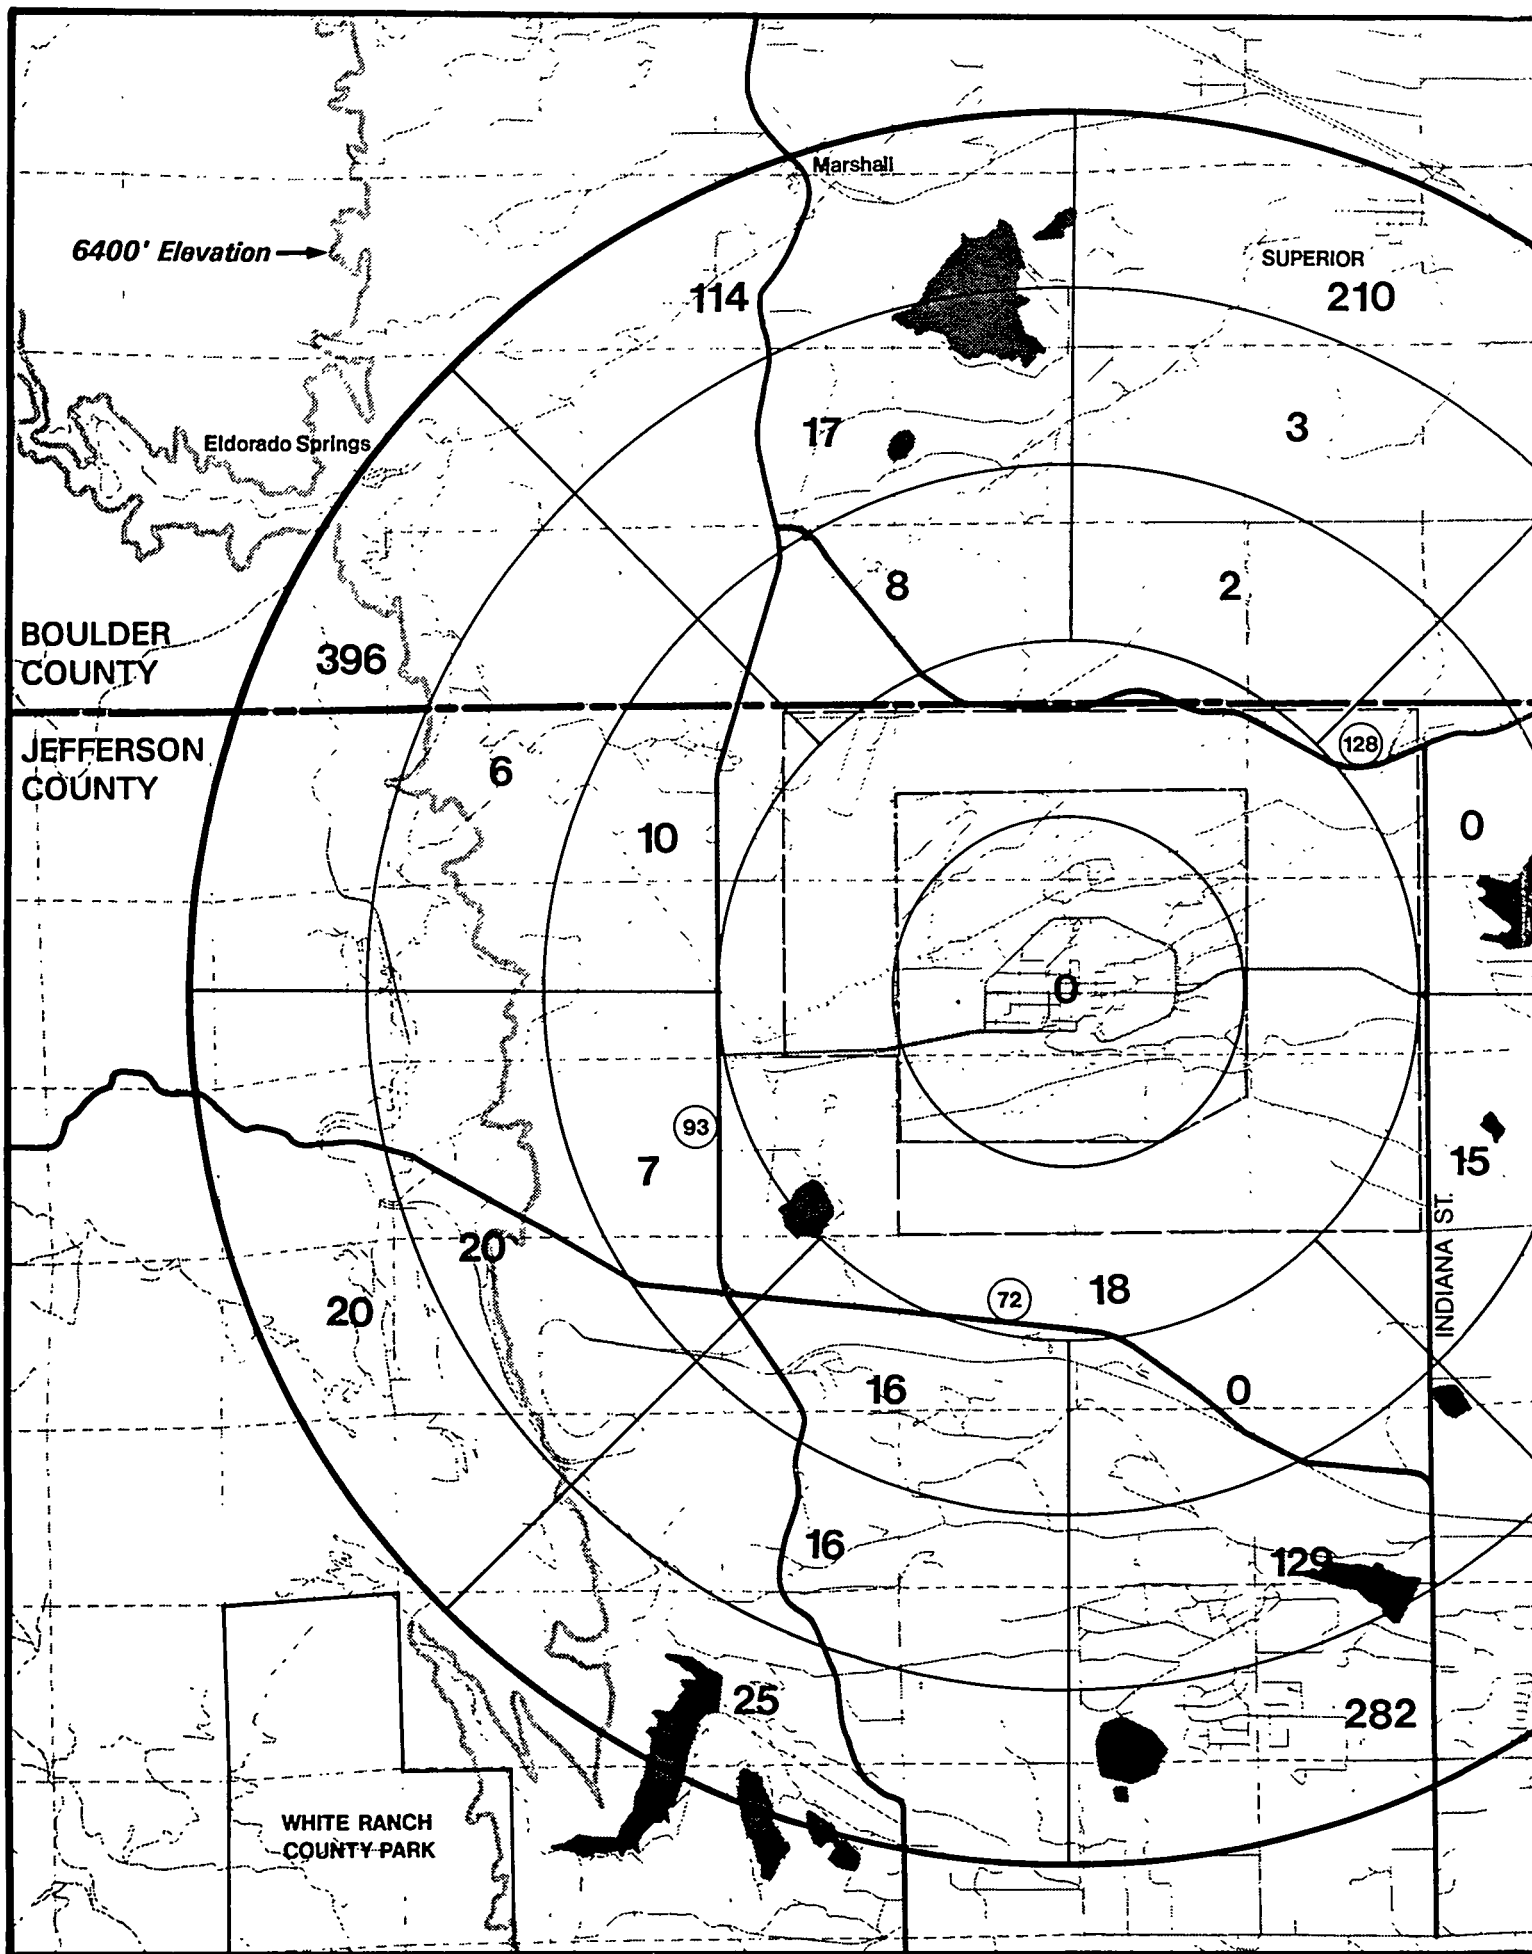 Marshall
6400' Elevation
SUPERIOR
114
210
17
3
Eldorado Springs
8
2
BOULDER
COUNTY
396
JEFFERSON
COUNTY
128
6
10
0
0
93
7
15
20
18
INDIANA ST.
72
20
16
0
16
129
25
282
WHITE RANCH
COUNTY PARK